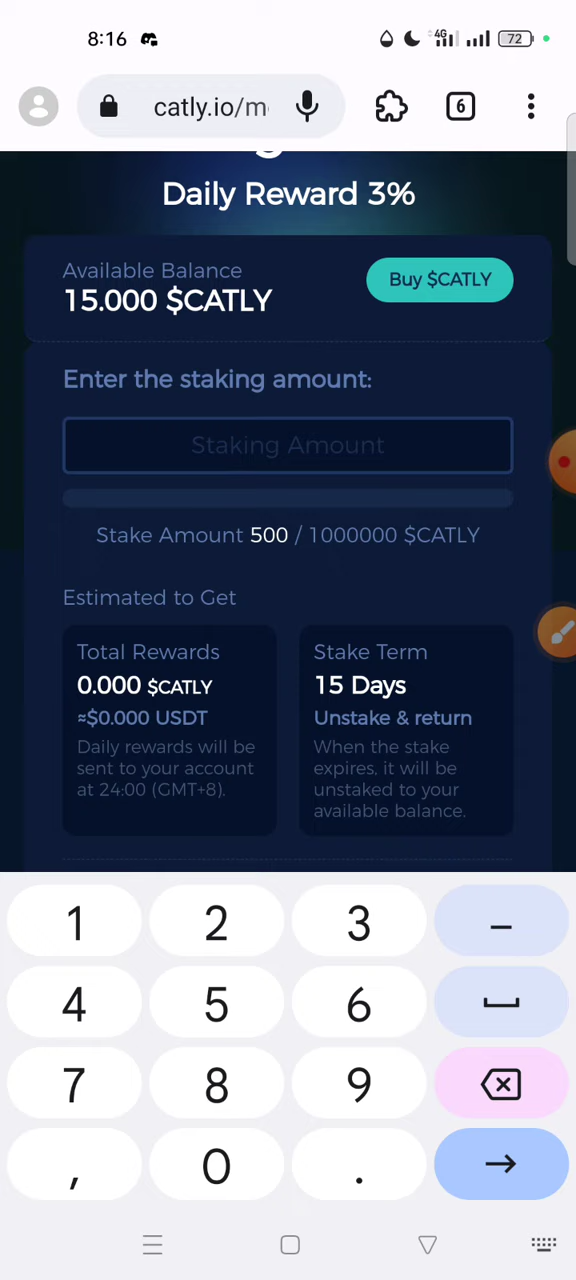 8:16
4G
72
catly.io/m
6
Daily Reward 3%
Available Balance
15.000 $CATLY
Buy $CATLY
Enter the staking amount:
Staking Amount
Stake Amount 500 / 1000000 $CATLY
Estimated to Get
Total Rewards
0.000 $CATLY
≈$0.000 USDT
Daily rewards will be
sent to your account
at 24:00 (GMT+8).
Stake Term
15 Days
Unstake & return
When the stake
expires, it will be
unstaked to your
available balance.
1 2 3 –
4 5 6
7 8 9
, 0 .